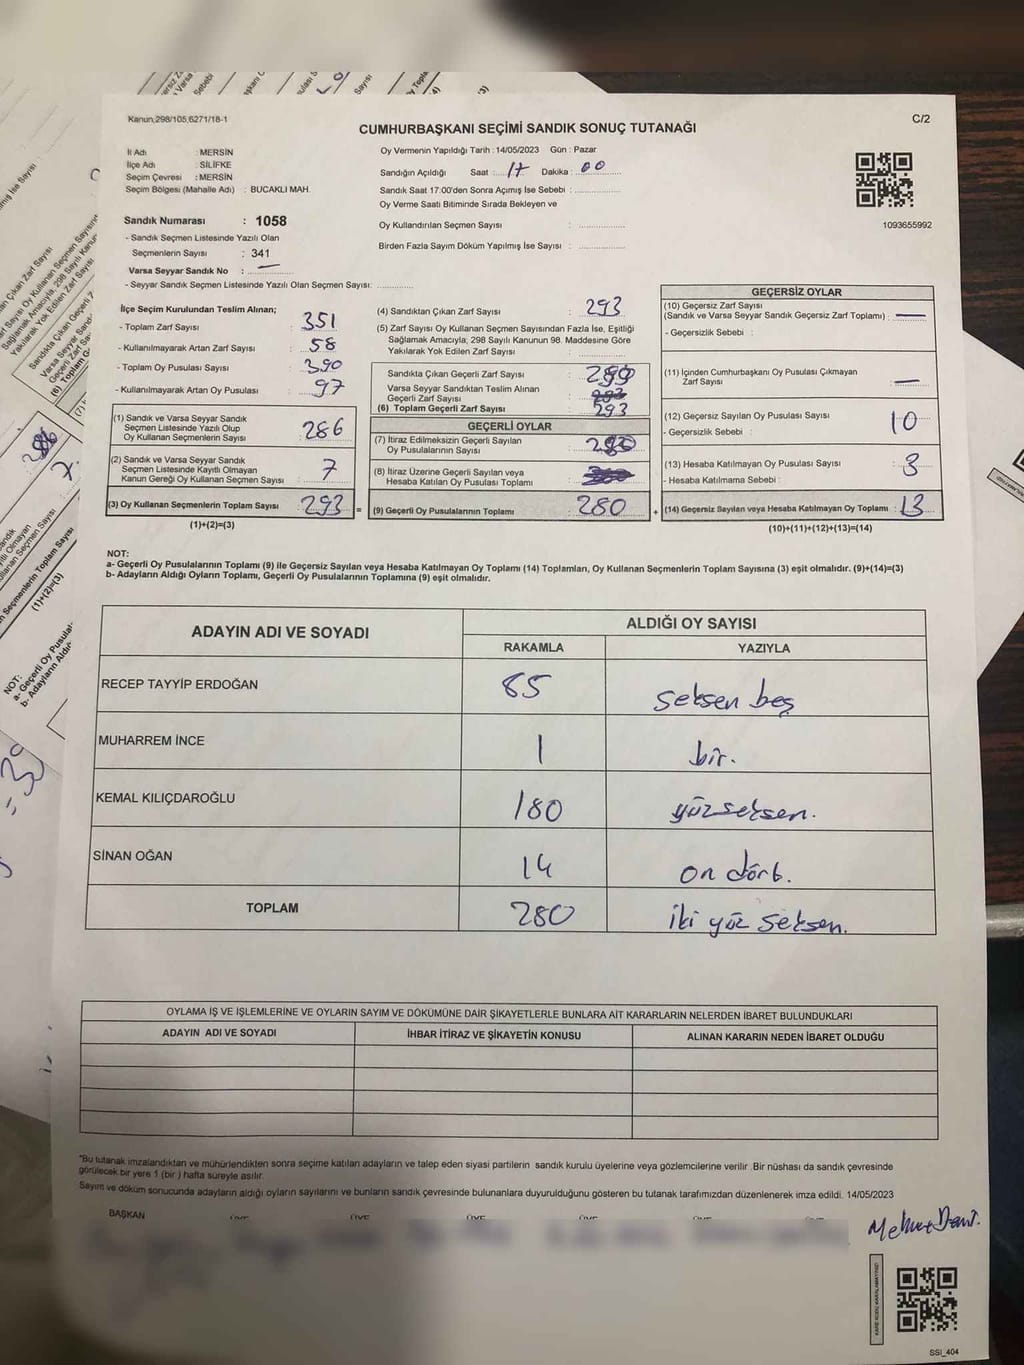 Kanun,298/105,6271/18-1
C/2
CUMHURBAŞKANI SEÇİMİ SANDIK SONUÇ TUTANAĞI
İl Adı : MERSİN
İlçe Adı : SİLİFKE
Seçim Çevresi : MERSİN
Seçim Bölgesi (Mahalle Adı) : BUCAKLI MAH.
Oy Vermenin Yapıldığı Tarih : 14/05/2023 Gün : Pazar
Sandığın Açıldığı Saat : 17 Dakika : 00
Sandık Saat 17.00'den Sonra Açımış İse Sebebi :
Oy Verme Saati Bitiminde Sırada Bekleyen ve
Oy Kullandırılan Seçmen Sayısı :
Birden Fazla Sayım Döküm Yapılmış İse Sayısı :
1093655992
Sandık Numarası : 1058
- Sandık Seçmen Listesinde Yazılı Olan
Seçmenlerin Sayısı : 341
Varsa Seyyar Sandık No : —
- Seyyar Sandık Seçmen Listesinde Yazılı Olan Seçmen Sayısı:
İlçe Seçim Kurulundan Teslim Alınan;
- Toplam Zarf Sayısı : 351
- Kullanılmayarak Artan Zarf Sayısı : 58
- Toplam Oy Pusulası Sayısı : 390
- Kullanılmayarak Artan Oy Pusulası : 97
(1) Sandık ve Varsa Seyyar Sandık
Seçmen Listesinde Yazılı Olup
Oy Kullanan Seçmenlerin Sayısı : 286
(2) Sandık ve Varsa Seyyar Sandık
Seçmen Listesinde Kayıtlı Olmayan
Kanun Gereği Oy Kullanan Seçmen Sayısı : 7
(3) Oy Kullanan Seçmenlerin Toplam Sayısı : 293 =
(1)+(2)=(3)
(4) Sandıktan Çıkan Zarf Sayısı : 293
(5) Zarf Sayısı Oy Kullanan Seçmen Sayısından Fazla İse, Eşitliği
Sağlamak Amacıyla, 298 Sayılı Kanunun 98. Maddesine Göre
Yakılarak Yok Edilen Zarf Sayısı :
Sandıkta Çıkan Geçerli Zarf Sayısı :
Varsa Seyyar Sandıktan Teslim Alınan
Geçerli Zarf Sayısı :
(6) Toplam Geçerli Zarf Sayısı : 293
GEÇERLİ OYLAR
(7) İtiraz Edilmeksizin Geçerli Sayılan
Oy Pusulalarının Sayısı :
(8) İtiraz Üzerine Geçerli Sayılan veya
Hesaba Katılan Oy Pusulası Toplamı :
(9) Geçerli Oy Pusulalarının Toplamı : 280 +
GEÇERSİZ OYLAR
(10) Geçersiz Zarf Sayısı
(Sandık ve Varsa Seyyar Sandık Geçersiz Zarf Toplamı) : —
- Geçersizlik Sebebi :
(11) İçinden Cumhurbaşkanı Oy Pusulası Çıkmayan
Zarf Sayısı : —
(12) Geçersiz Sayılan Oy Pusulası Sayısı : 10
- Geçersizlik Sebebi :
(13) Hesaba Katılmayan Oy Pusulası Sayısı : 3
- Hesaba Katılmama Sebebi :
(14) Geçersiz Sayılan veya Hesaba Katılmayan Oy Toplamı : 13
(10)+(11)+(12)+(13)=(14)
NOT:
a- Geçerli Oy Pusulalarının Toplamı (9) ile Geçersiz Sayılan veya Hesaba Katılmayan Oy Toplamı (14) Toplamları, Oy Kullanan Seçmenlerin Toplam Sayısına (3) eşit olmalıdır. (9)+(14)=(3)
b- Adayların Aldığı Oyların Toplamı, Geçerli Oy Pusulalarının Toplamına (9) eşit olmalıdır.
ADAYIN ADI VE SOYADI ALDIĞI OY SAYISI
RAKAMLA YAZIYLA
RECEP TAYYİP ERDOĞAN 85 seksen beş
MUHARREM İNCE 1 bir.
KEMAL KILIÇDAROĞLU 180 yüzseksen.
SİNAN OĞAN 14 on dört.
TOPLAM 280 iki yüz seksen.
OYLAMA İŞ VE İŞLEMLERİNE VE OYLARIN SAYIM VE DÖKÜMÜNE DAİR ŞİKAYETLERLE BUNLARA AİT KARARLARIN NELERDEN İBARET BULUNDUKLARI
ADAYIN ADI VE SOYADI İHBAR İTİRAZ VE ŞİKAYETİN KONUSU ALINAN KARARIN NEDEN İBARET OLDUĞU
*Bu tutanak imzalandıktan ve mühürlendikten sonra seçime katılan adayların ve talep eden siyasi partilerin sandık kurulu üyelerine veya gözlemcilerine verilir. Bir nüshası da sandık çevresinde
görülecek bir yere 1 (bir) hafta süreyle asılır.
Sayım ve döküm sonucunda adayların aldığı oyların sayılarını ve bunların sandık çevresinde bulunanlara duyurulduğunu gösteren bu tutanak tarafımızdan düzenlenerek imza edildi. 14/05/2023
BAŞKAN ÜYE ÜYE ÜYE ÜYE ÜYE ÜYE
SSI_404